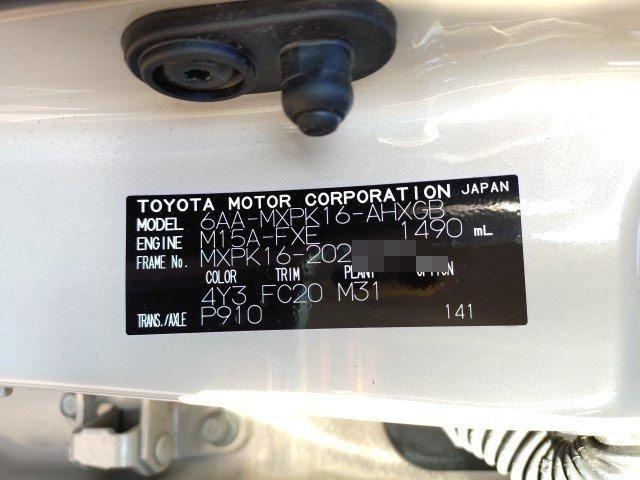 TOYOTA MOTOR CORPORATION JAPAN
MODEL 6AA-MXPK16-AHXGB
ENGINE M15A-FXE 1490 mL
FRAME No. MXPK16-202
COLOR TRIM PLANT OPTION
4Y3 FC20 M31
TRANS./AXLE P910 141